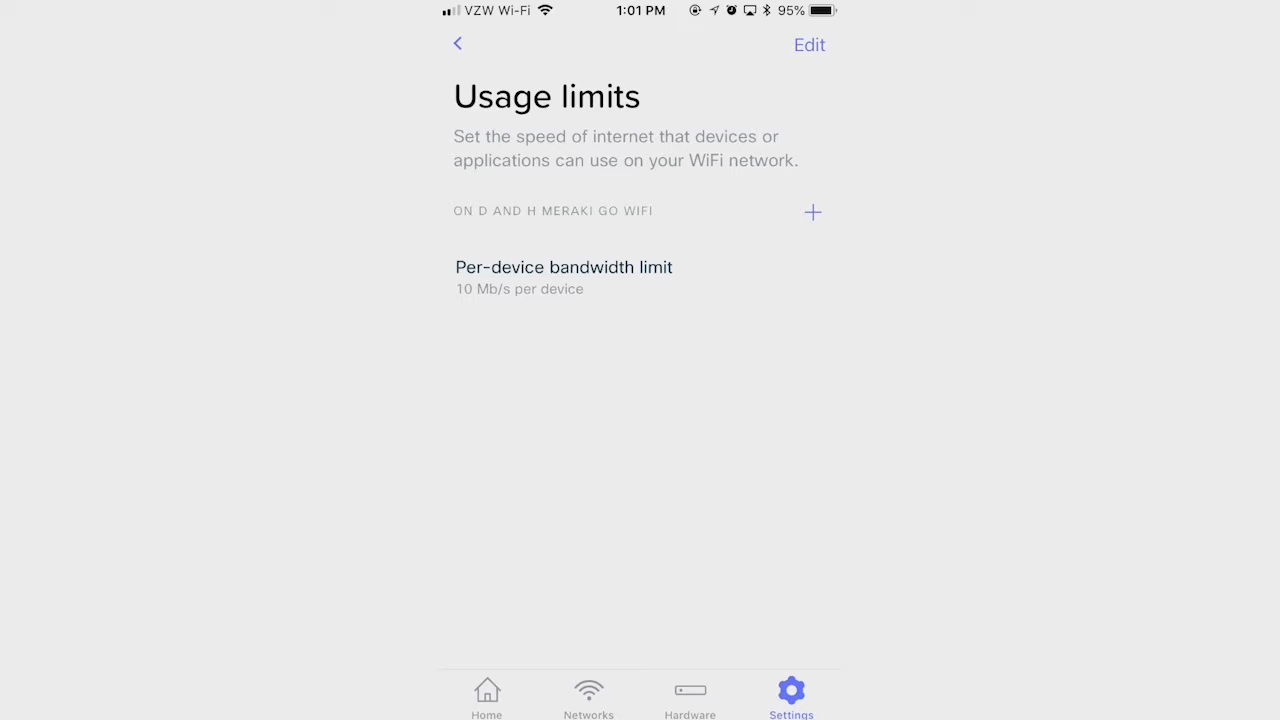 VZW Wi-Fi 1:01 PM 95%
Edit
Usage limits
Set the speed of internet that devices or
applications can use on your WiFi network.
ON D AND H MERAKI GO WIFI
Per-device bandwidth limit
10 Mb/s per device
Home Networks Hardware Settings